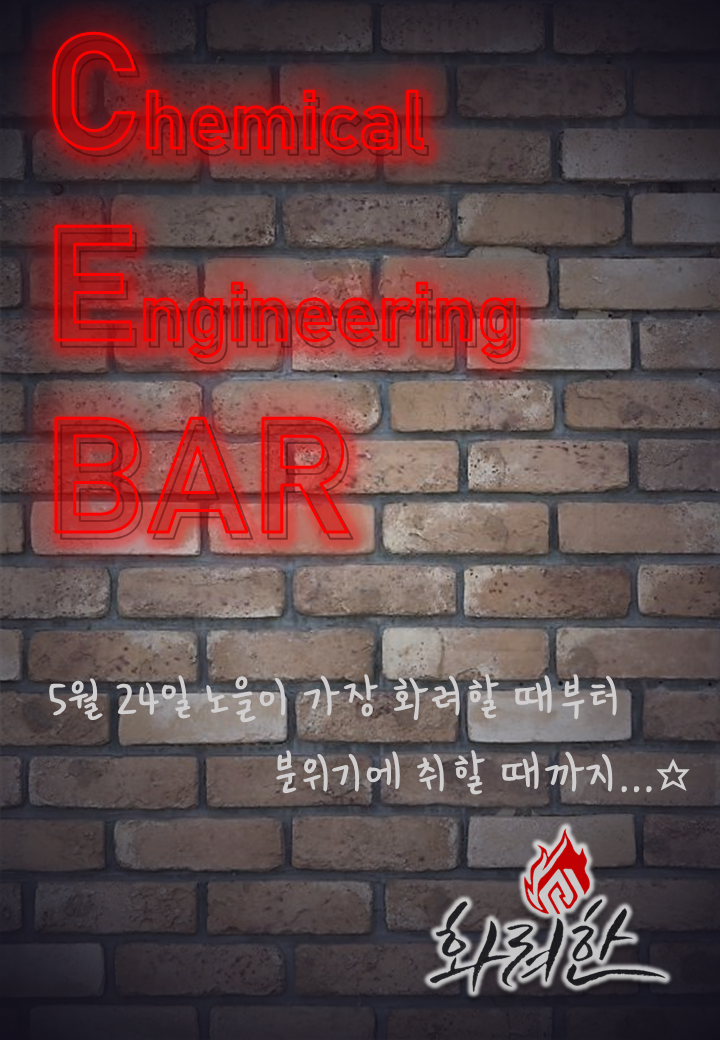 Chemical
Engineering
BAR
5월 24일 노을이 가장 화려할 때부터
분위기에 취할 때까지...☆
화려한